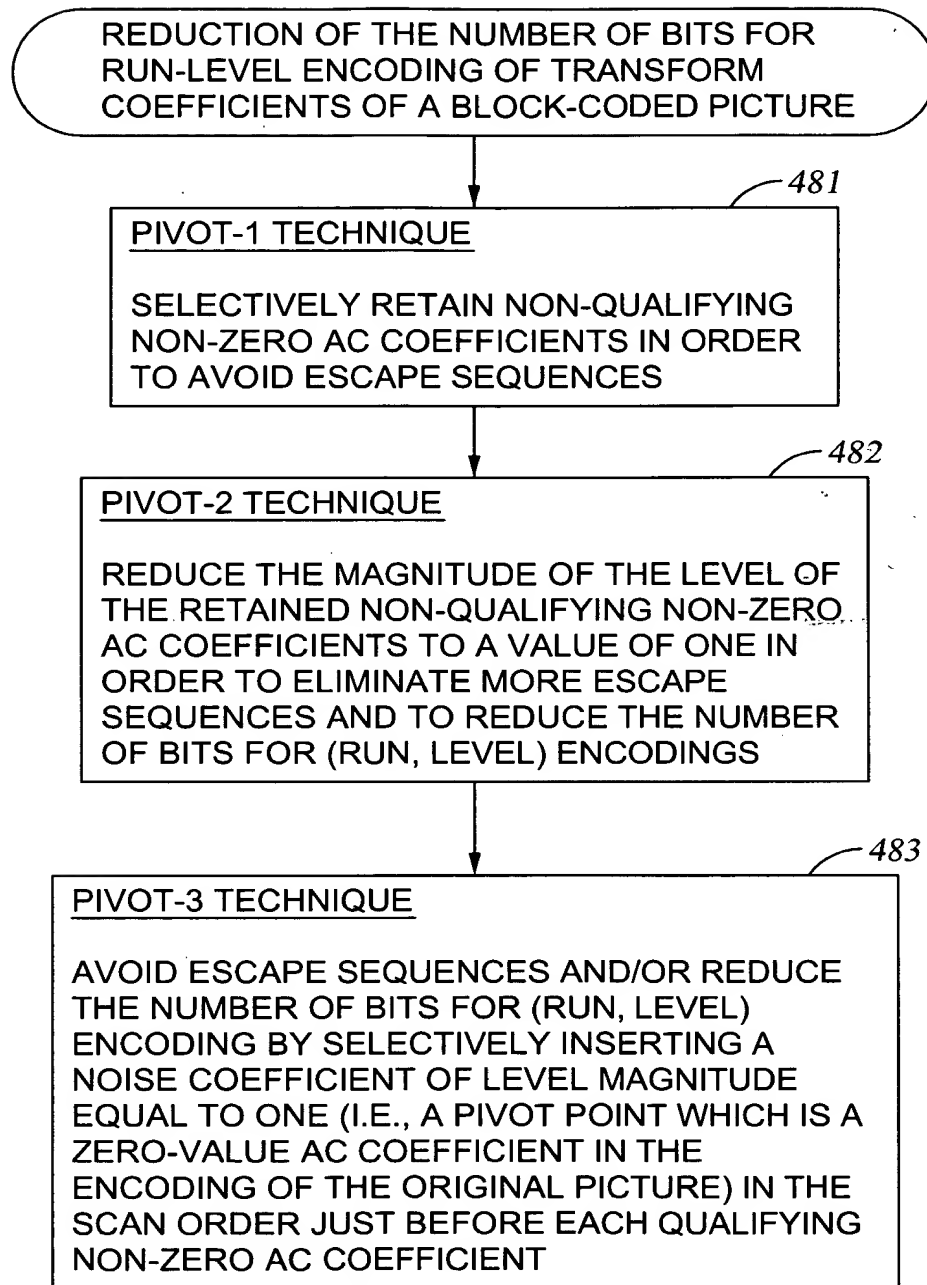 REDUCTION OF THE NUMBER OF BITS FOR
RUN-LEVEL ENCODING OF TRANSFORM
COEFFICIENTS OF A BLOCK-CODED PICTURE
481
PIVOT-1 TECHNIQUE
SELECTIVELY RETAIN NON-QUALIFYING
NON-ZERO AC COEFFICIENTS IN ORDER
TO AVOID ESCAPE SEQUENCES
482
PIVOT-2 TECHNIQUE
REDUCE THE MAGNITUDE OF THE LEVEL OF
THE RETAINED NON-QUALIFYING NON-ZERO
AC COEFFICIENTS TO A VALUE OF ONE IN
ORDER TO ELIMINATE MORE ESCAPE
SEQUENCES AND TO REDUCE THE NUMBER
OF BITS FOR (RUN, LEVEL) ENCODINGS
483
PIVOT-3 TECHNIQUE
AVOID ESCAPE SEQUENCES AND/OR REDUCE
THE NUMBER OF BITS FOR (RUN, LEVEL)
ENCODING BY SELECTIVELY INSERTING A
NOISE COEFFICIENT OF LEVEL MAGNITUDE
EQUAL TO ONE (I.E., A PIVOT POINT WHICH IS A
ZERO-VALUE AC COEFFICIENT IN THE
ENCODING OF THE ORIGINAL PICTURE) IN THE
SCAN ORDER JUST BEFORE EACH QUALIFYING
NON-ZERO AC COEFFICIENT